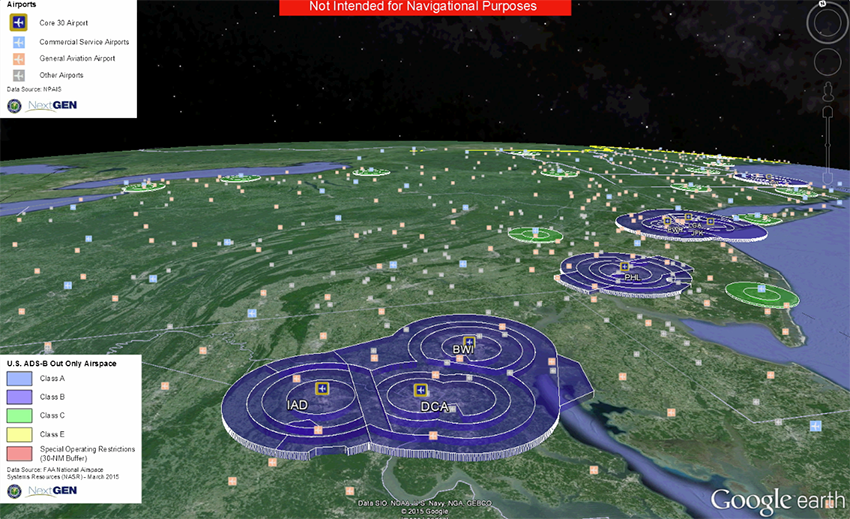 Airports
Not Intended for Navigational Purposes
Core 30 Airport
Commercial Service Airports
General Aviation Airport
Other Airports
Data Source: NPAIS
NextGEN
N
EWR
LGA
JFK
PHL
BWI
IAD
DCA
U.S. ADS-B Out Only Airspace
Class A
Class B
Class C
Class E
Special Operating Restrictions
(30-NM Buffer)
Data Source: FAA National Airspace
Systems Resources (NASR) - March 2015
NextGEN
Data SIO, NOAA, U.S. Navy, NGA, GEBCO
© 2015 Google
Google earth